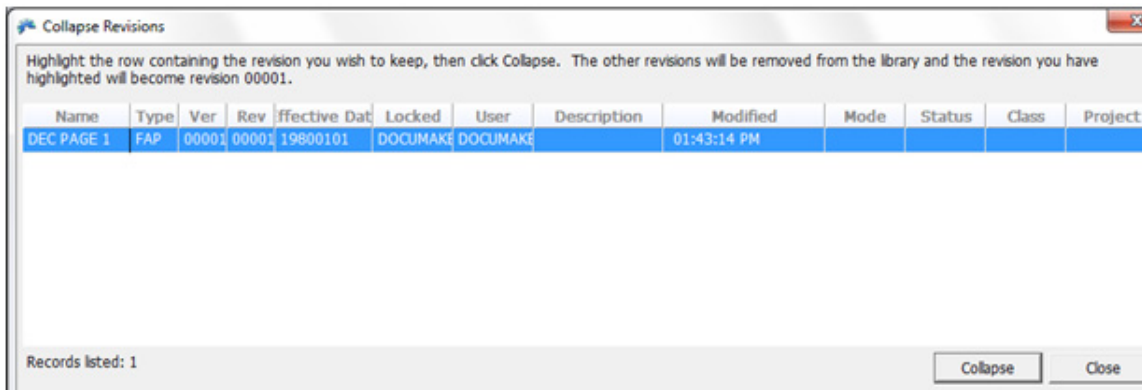 Collapse Revisions
X
Highlight the row containing the revision you wish to keep, then click Collapse. The other revisions will be removed from the library and the revision you have
highlighted will become revision 00001.
Name Type Ver Rev Effective Dat Locked User Description Modified Mode Status Class Project
DEC PAGE 1 FAP 00001 00001 19800101 DOCUMAKE DOCUMAKE 01:43:14 PM
Records listed: 1
Collapse Close